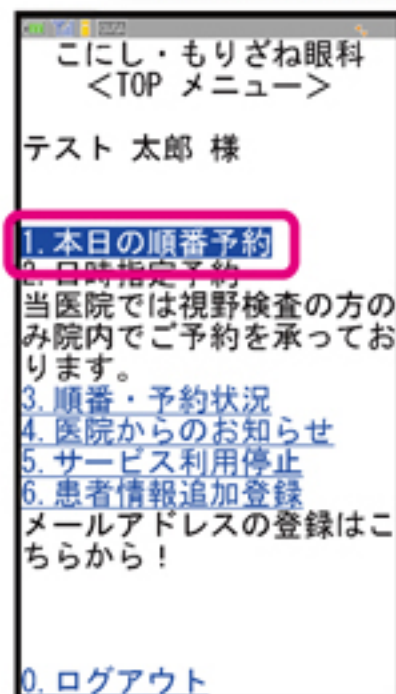 こにし・もりざね眼科
＜TOP メニュー＞
テスト 太郎 様
1.本日の順番予約
2.日時指定予約
当医院では視野検査の方の
み院内でご予約を承ってお
ります。
3.順番・予約状況
4.医院からのお知らせ
5.サービス利用停止
6.患者情報追加登録
メールアドレスの登録はこ
ちらから！
0.ログアウト